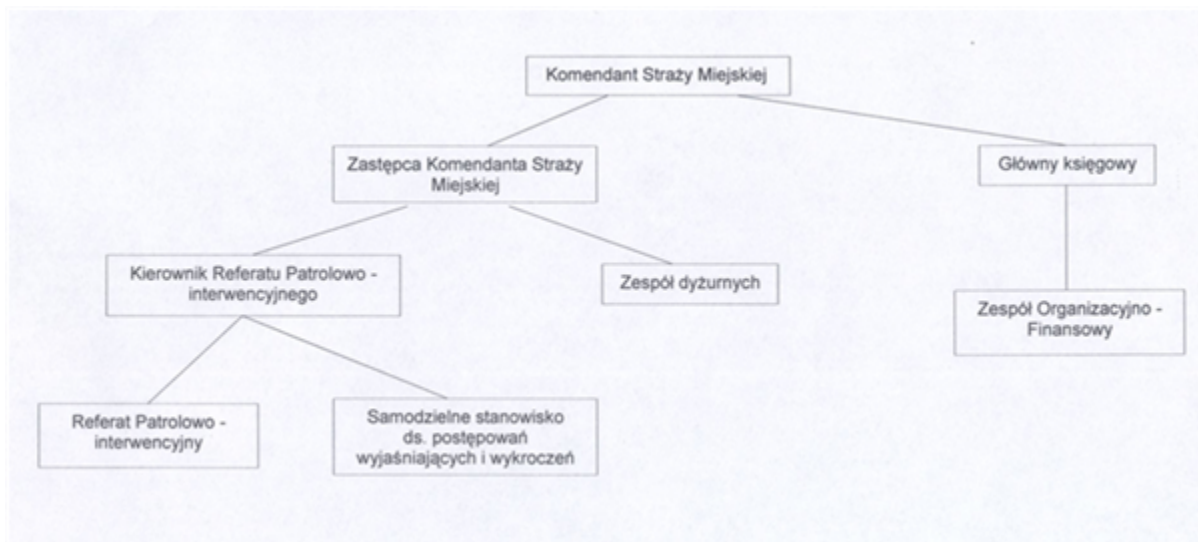 Komendant Straży Miejskiej
Zastępca Komendanta Straży
Miejskiej
Główny księgowy
Kierownik Referatu Patrolowo -
interwencyjnego
Zespół dyżurnych
Zespół Organizacyjno -
Finansowy
Referat Patrolowo -
interwencyjny
Samodzielne stanowisko
ds. postępowań
wyjaśniających i wykroczeń